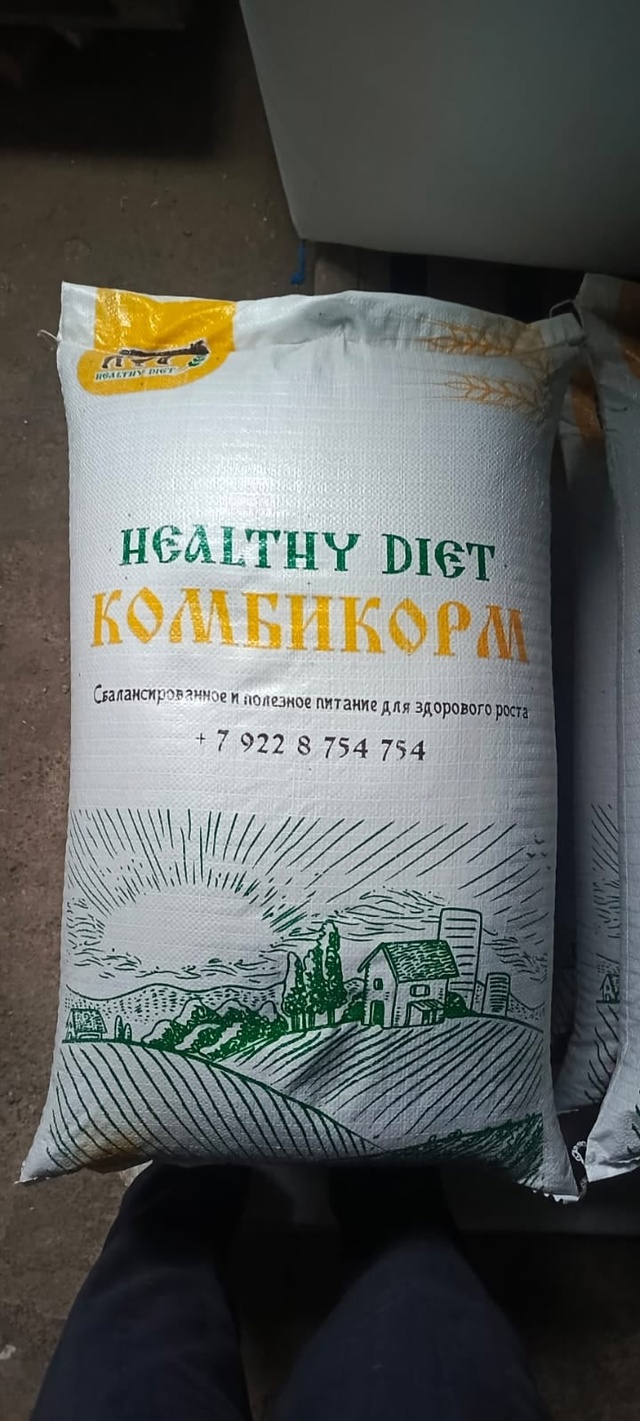 HEALTHY DIET
HEALTHY DIET
КОМБИКОРМ
Сбалансированное и полезное питание для здорового роста
+ 7 922 8 754 754